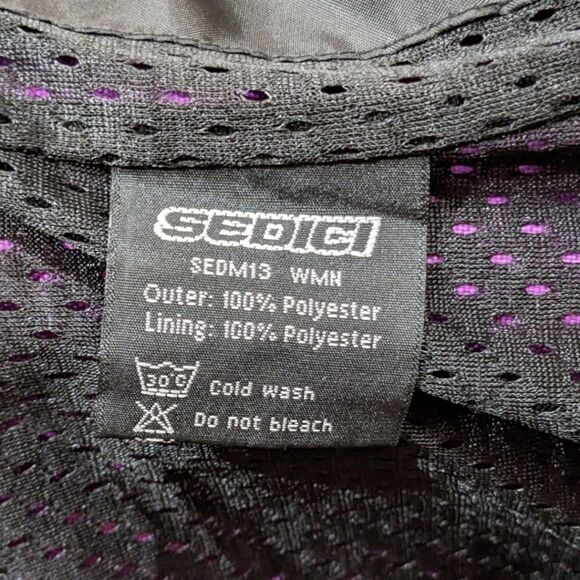 SEDICI
SEDM13 WMN
Outer: 100% Polyester
Lining: 100% Polyester
30°C Cold wash
Do not bleach